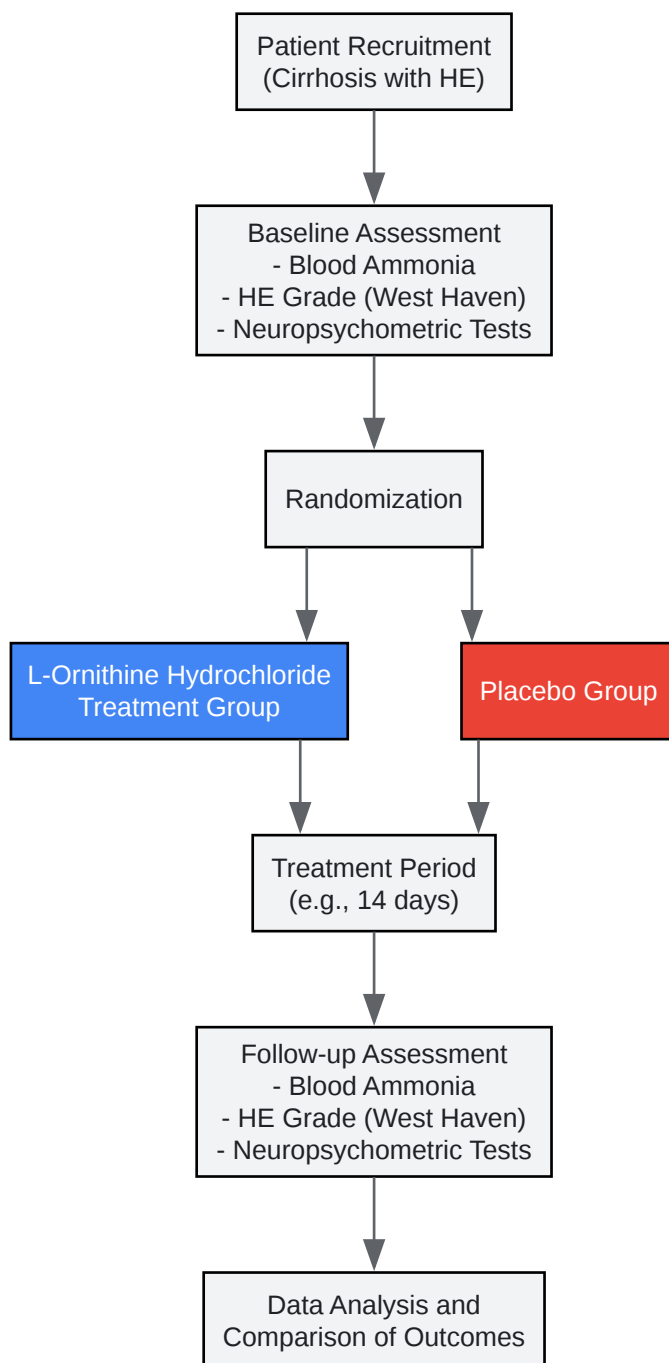 Patient Recruitment
(Cirrhosis with HE)
Baseline Assessment
- Blood Ammonia
- HE Grade (West Haven)
- Neuropsychometric Tests
Randomization
L-Ornithine Hydrochloride
Treatment Group
Placebo Group
Treatment Period
(e.g., 14 days)
Follow-up Assessment
- Blood Ammonia
- HE Grade (West Haven)
- Neuropsychometric Tests
Data Analysis and
Comparison of Outcomes